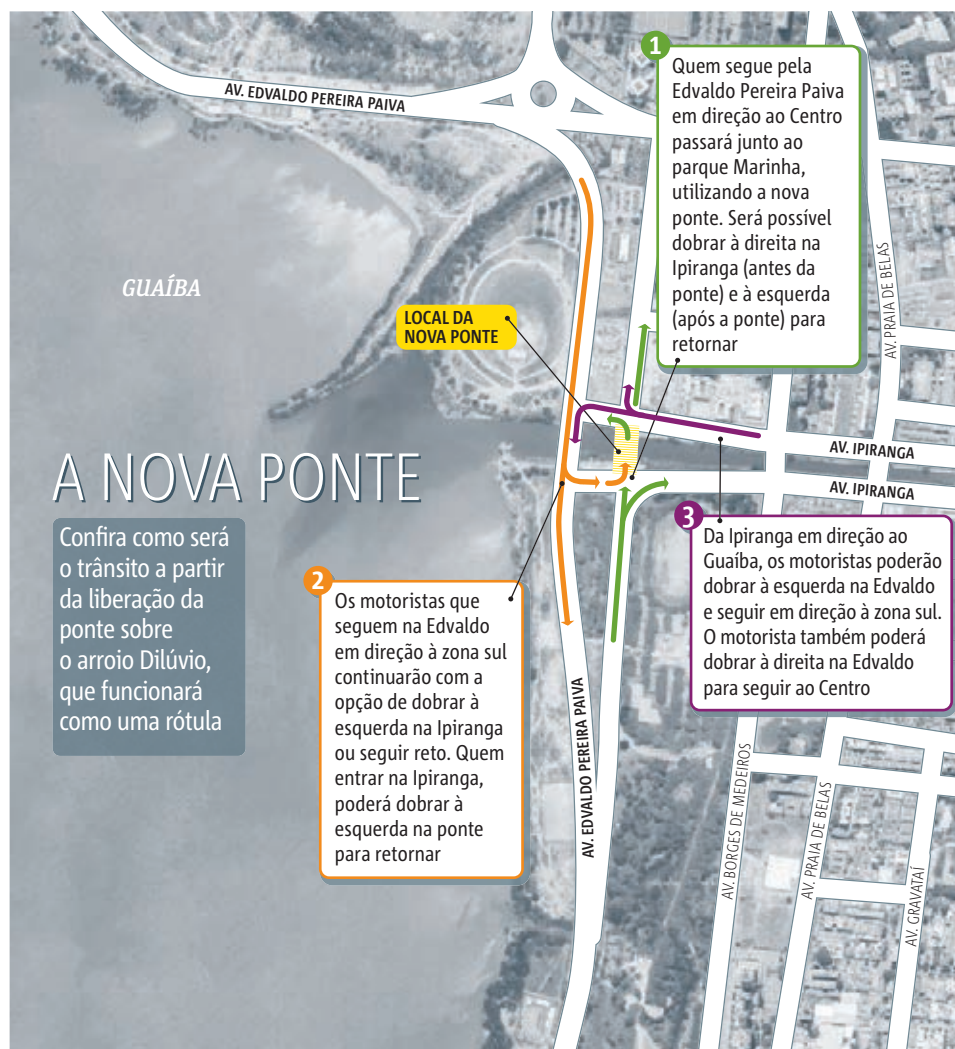 AV. EDVALDO PEREIRA PAIVA
GUAÍBA
LOCAL DA
NOVA PONTE
1
Quem segue pela
Edvaldo Pereira Paiva
em direção ao Centro
passará junto ao
parque Marinha,
utilizando a nova
ponte. Será possível
dobrar à direita na
Ipiranga (antes da
ponte) e à esquerda
(após a ponte) para
retornar
AV. PRAIA DE BELAS
AV. IPIRANGA
AV. IPIRANGA
A NOVA PONTE
Confira como será
o trânsito a partir
da liberação da
ponte sobre
o arroio Dilúvio,
que funcionará
como uma rótula
2
Os motoristas que
seguem na Edvaldo
em direção à zona sul
continuarão com a
opção de dobrar à
esquerda na Ipiranga
ou seguir reto. Quem
entrar na Ipiranga,
poderá dobrar à
esquerda na ponte
para retornar
3
Da Ipiranga em direção ao
Guaíba, os motoristas poderão
dobrar à esquerda na Edvaldo
e seguir em direção à zona sul.
O motorista também poderá
dobrar à direita na Edvaldo
para seguir ao Centro
AV. EDVALDO PEREIRA PAIVA
AV. BORGES DE MEDEIROS
AV. PRAIA DE BELAS
AV. GRAVATAÍ